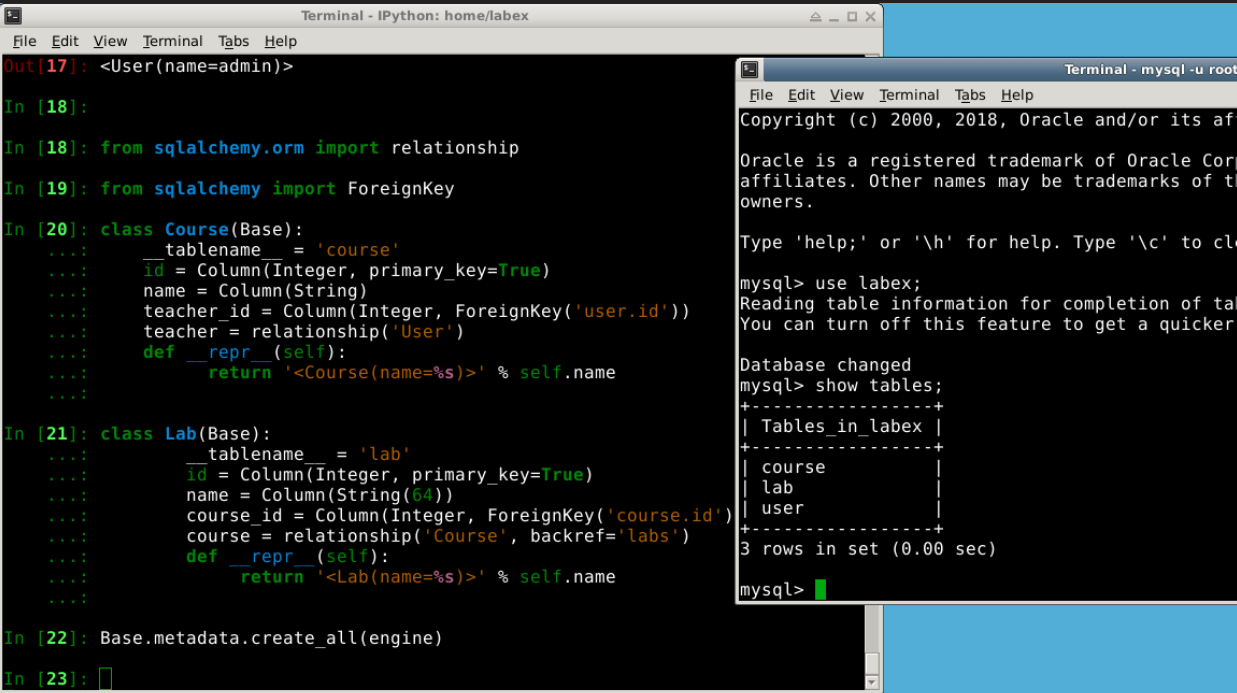 Terminal - IPython: home/labex
File Edit View Terminal Tabs Help
Out[17]: <User(name=admin)>
In [18]:
In [18]: from sqlalchemy.orm import relationship
In [19]: from sqlalchemy import ForeignKey
In [20]: class Course(Base):
...: __tablename__ = 'course'
...: id = Column(Integer, primary_key=True)
...: name = Column(String)
...: teacher_id = Column(Integer, ForeignKey('user.id'))
...: teacher = relationship('User')
...: def __repr__(self):
...: return '<Course(name=%s)>' % self.name
...:
In [21]: class Lab(Base):
...: __tablename__ = 'lab'
...: id = Column(Integer, primary_key=True)
...: name = Column(String(64))
...: course_id = Column(Integer, ForeignKey('course.id')
...: course = relationship('Course', backref='labs')
...: def __repr__(self):
...: return '<Lab(name=%s)>' % self.name
...:
In [22]: Base.metadata.create_all(engine)
In [23]:
Terminal - mysql -u root
File Edit View Terminal Tabs Help
Copyright (c) 2000, 2018, Oracle and/or its
Oracle is a registered trademark of Oracle
affiliates. Other names may be trademarks of
owners.
Type 'help;' or '\h' for help. Type '\c' to
mysql> use labex;
Reading table information for completion of
You can turn off this feature to get a quicker
Database changed
mysql> show tables;
+-----------------+
| Tables_in_labex |
+-----------------+
| course          |
| lab             |
| user            |
+-----------------+
3 rows in set (0.00 sec)
mysql>